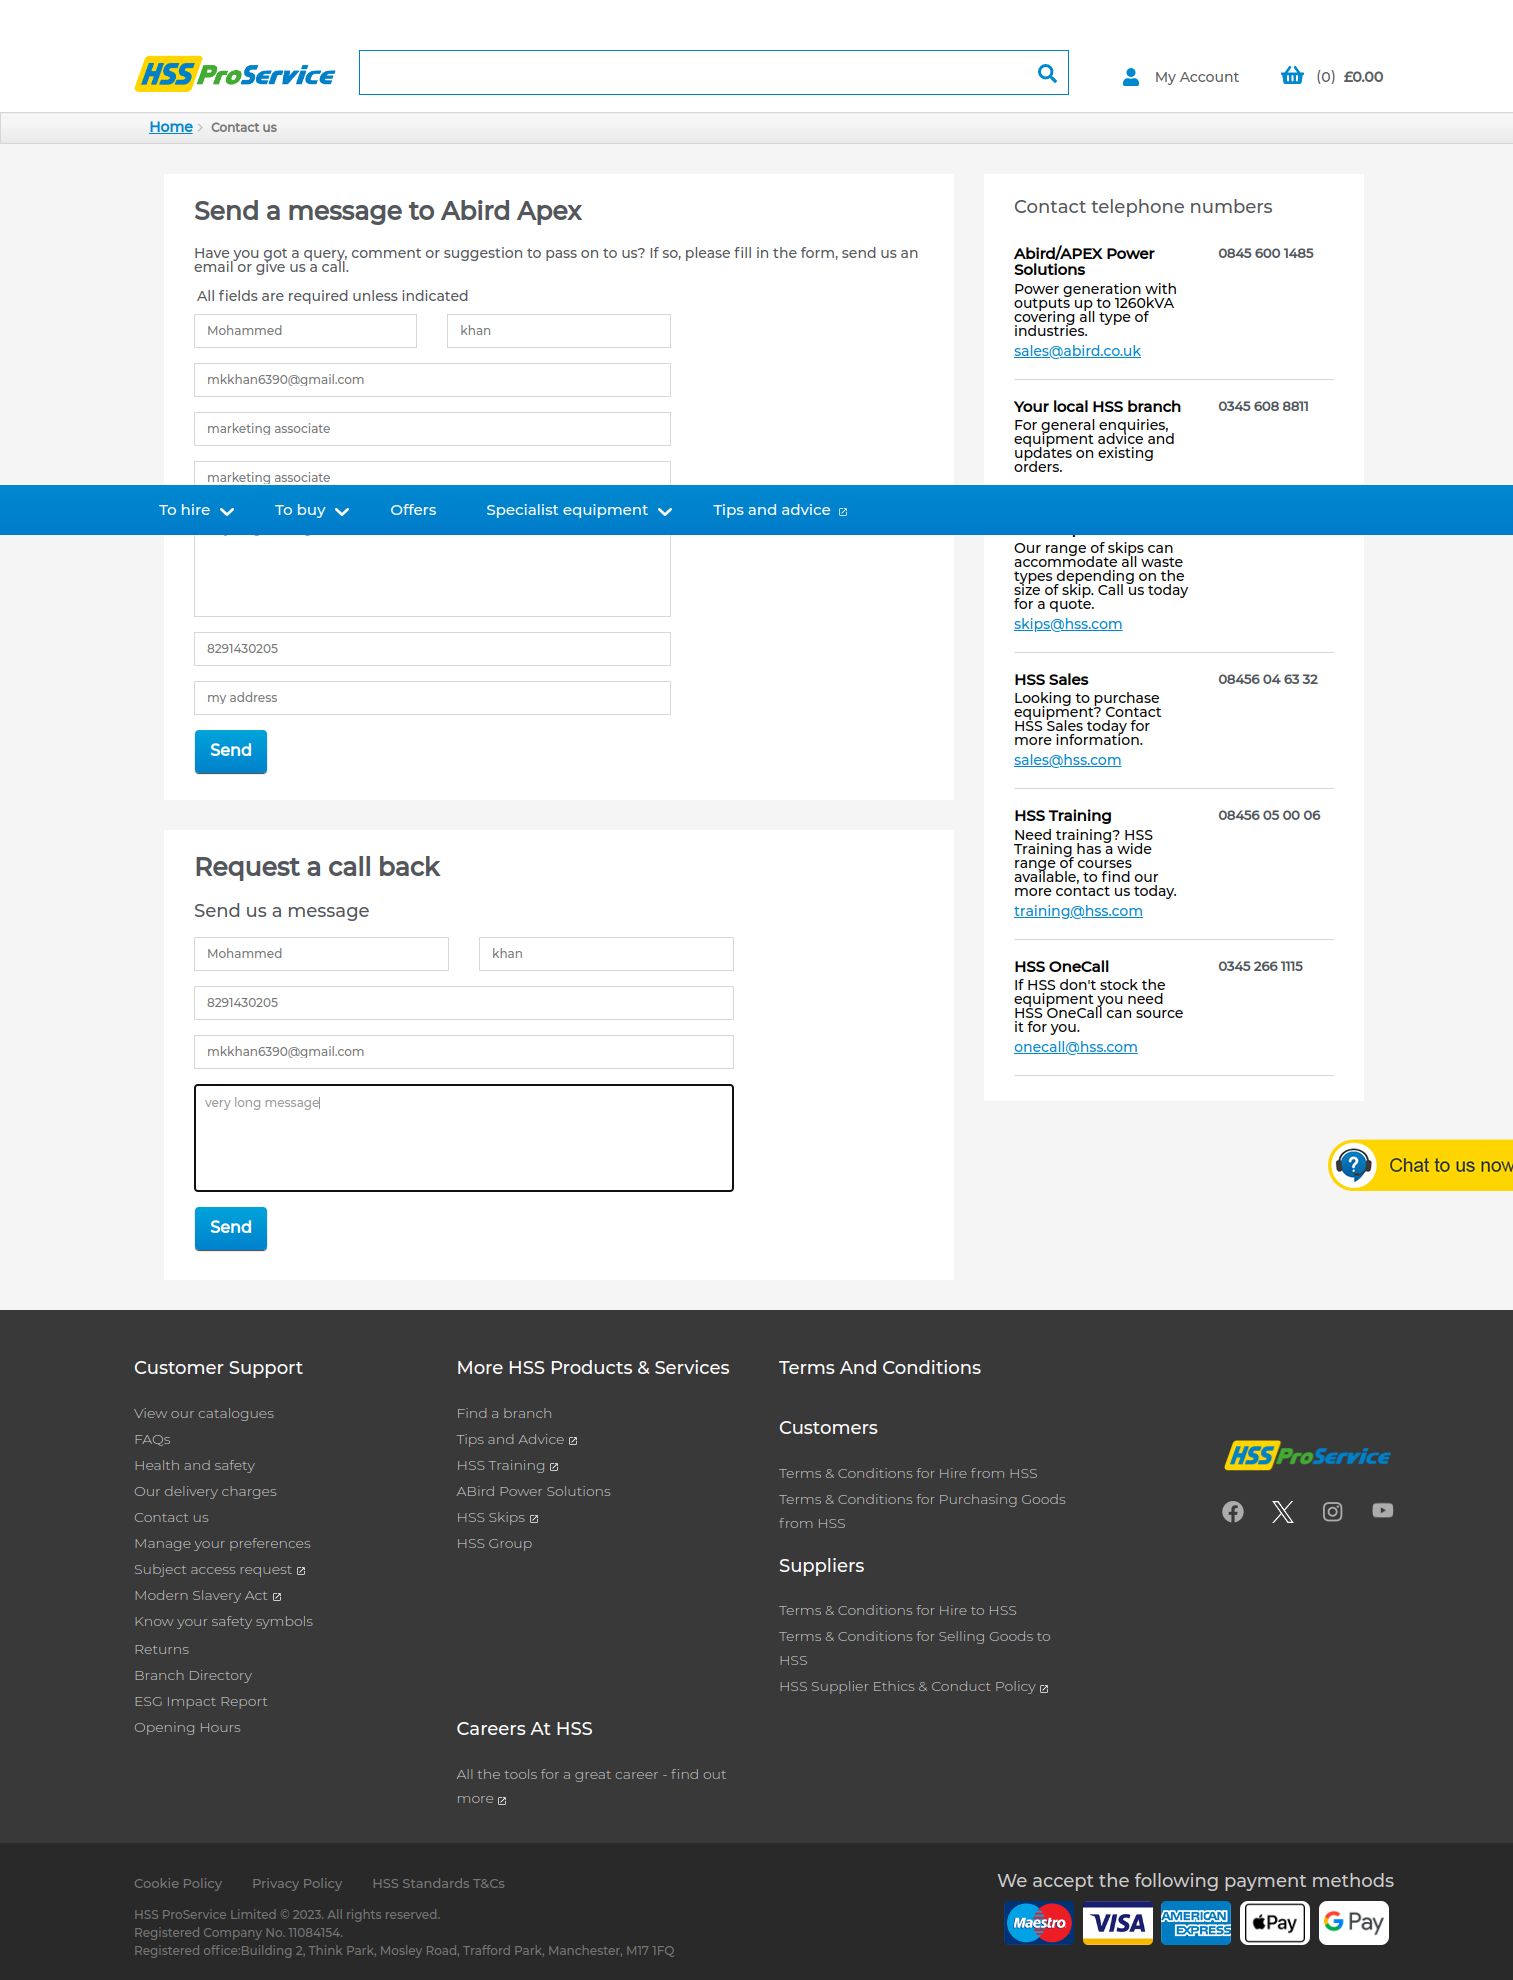 HSS ProService
My Account
(0) £0.00
Home
Contact us
Send a message to Abird Apex
Have you got a query, comment or suggestion to pass on to us? If so, please fill in the form, send us an
email or give us a call.
All fields are required unless indicated
Mohammed
khan
mkkhan6390@gmail.com
marketing associate
marketing associate
To hire
To buy
Offers
Specialist equipment
Tips and advice
8291430205
my address
Send
Request a call back
Send us a message
Mohammed
khan
8291430205
mkkhan6390@gmail.com
very long message
Send
Contact telephone numbers
Abird/APEX Power
Solutions
0845 600 1485
Power generation with
outputs up to 1260kVA
covering all type of
industries.
sales@abird.co.uk
Your local HSS branch
0345 608 8811
For general enquiries,
equipment advice and
updates on existing
orders.
Our range of skips can
accommodate all waste
types depending on the
size of skip. Call us today
for a quote.
skips@hss.com
HSS Sales
08456 04 63 32
Looking to purchase
equipment? Contact
HSS Sales today for
more information.
sales@hss.com
HSS Training
08456 05 00 06
Need training? HSS
Training has a wide
range of courses
available, to find our
more contact us today.
training@hss.com
HSS OneCall
0345 266 1115
If HSS don't stock the
equipment you need
HSS OneCall can source
it for you.
onecall@hss.com
Chat to us now
Customer Support
View our catalogues
FAQs
Health and safety
Our delivery charges
Contact us
Manage your preferences
Subject access request
Modern Slavery Act
Know your safety symbols
Returns
Branch Directory
ESG Impact Report
Opening Hours
More HSS Products & Services
Find a branch
Tips and Advice
HSS Training
ABird Power Solutions
HSS Skips
HSS Group
Careers At HSS
All the tools for a great career - find out
more
Terms And Conditions
Customers
Terms & Conditions for Hire from HSS
Terms & Conditions for Purchasing Goods
from HSS
Suppliers
Terms & Conditions for Hire to HSS
Terms & Conditions for Selling Goods to
HSS
HSS Supplier Ethics & Conduct Policy
HSS ProService
Cookie Policy
Privacy Policy
HSS Standards T&Cs
HSS ProService Limited © 2023. All rights reserved.
Registered Company No. 11084154.
Registered office:Building 2, Think Park, Mosley Road, Trafford Park, Manchester, M17 1FQ
We accept the following payment methods
Maestro
VISA
AMERICAN
EXPRESS
Pay
G Pay